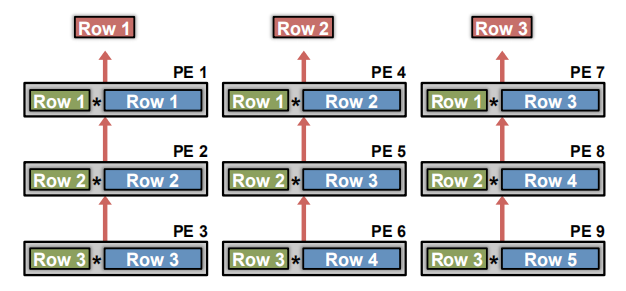 Row 1 Row 2 Row 3
PE 1 PE 4 PE 7
Row 1 * Row 1 Row 1 * Row 2 Row 1 * Row 3
PE 2 PE 5 PE 8
Row 2 * Row 2 Row 2 * Row 3 Row 2 * Row 4
PE 3 PE 6 PE 9
Row 3 * Row 3 Row 3 * Row 4 Row 3 * Row 5